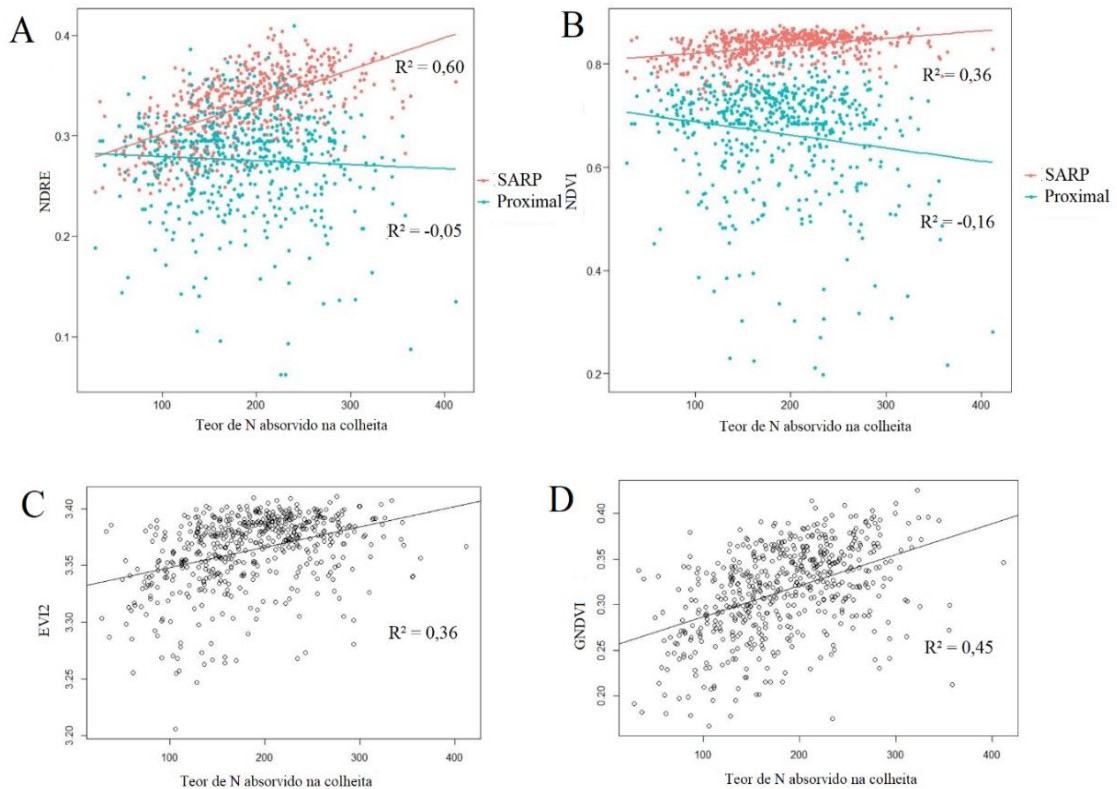 A
NDRE
0.4
0.3
0.2
0.1
R² = 0,60
R² = -0,05
100
200
300
400
Teor de N absorvido na colheita
SARP
Proximal
B
NDVI
0.8
0.6
0.4
0.2
R² = 0,36
R² = -0,16
100
200
300
400
Teor de N absorvido na colheita
SARP
Proximal
C
EVI2
3.40
3.35
3.30
3.25
3.20
R² = 0,36
100
200
300
400
Teor de N absorvido na colheita
D
GNDVI
0.40
0.35
0.30
0.25
0.20
R² = 0,45
100
200
300
400
Teor de N absorvido na colheita